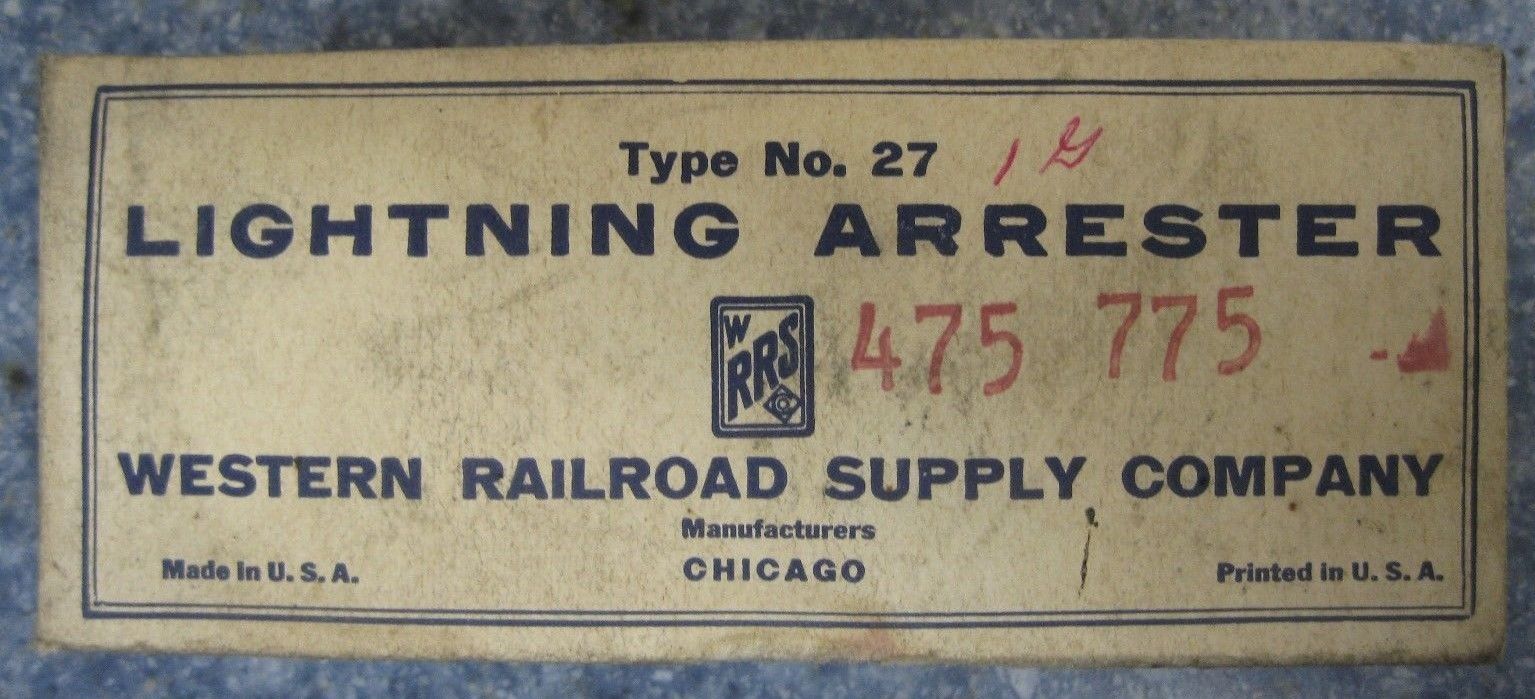 Type No. 27 1 G
LIGHTNING ARRESTER
W
RRS
Co
475 775
WESTERN RAILROAD SUPPLY COMPANY
Manufacturers
Made in U. S. A. CHICAGO Printed in U. S. A.